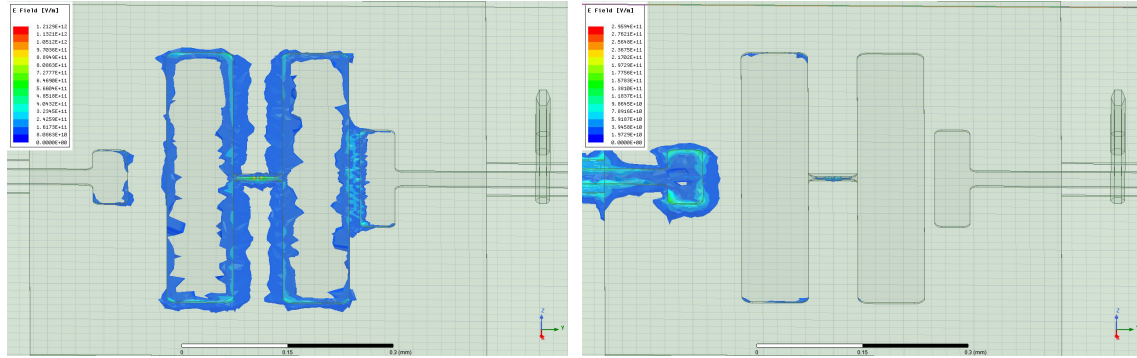 E Field [V/m]
1.2129E+12
1.1321E+12
1.0512E+12
9.7036E+11
8.8949E+11
8.0863E+11
7.2777E+11
6.4690E+11
5.6604E+11
4.8518E+11
4.0432E+11
3.2345E+11
2.4259E+11
1.6173E+11
8.0863E+10
0.0000E+00
Z
Y
0
0.15
0.3 (mm)
E Field [V/m]
2.9594E+11
2.7621E+11
2.5648E+11
2.3675E+11
2.1702E+11
1.9729E+11
1.7756E+11
1.5783E+11
1.3810E+11
1.1837E+11
9.8645E+10
7.8916E+10
5.9187E+10
3.9458E+10
1.9729E+10
0.0000E+00
Z
Y
0
0.15
0.3 (mm)